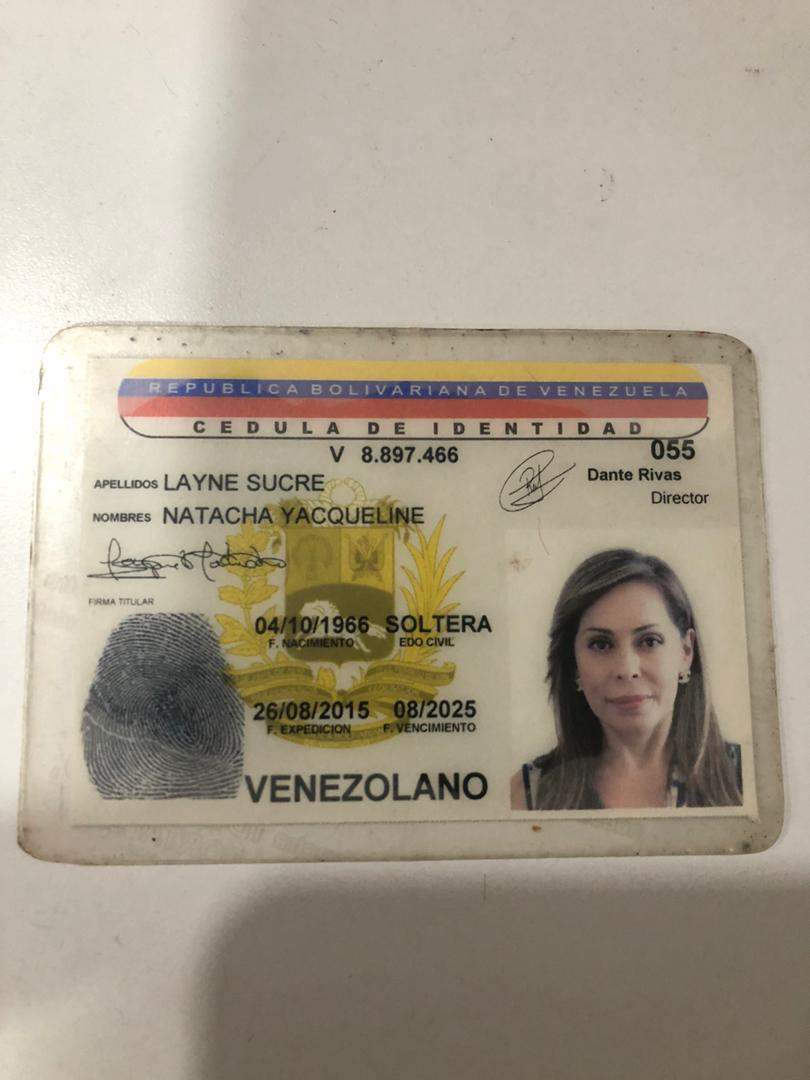 REPUBLICA BOLIVARIANA DE VENEZUELA
CEDULA DE IDENTIDAD
V 8.897.466
055
APELLIDOS LAYNE SUCRE
Dante Rivas
Director
NOMBRES NATACHA YACQUELINE
FIRMA TITULAR
04/10/1966 SOLTERA
F. NACIMIENTO EDO CIVIL
26/08/2015 08/2025
F. EXPEDICION F. VENCIMIENTO
VENEZOLANO